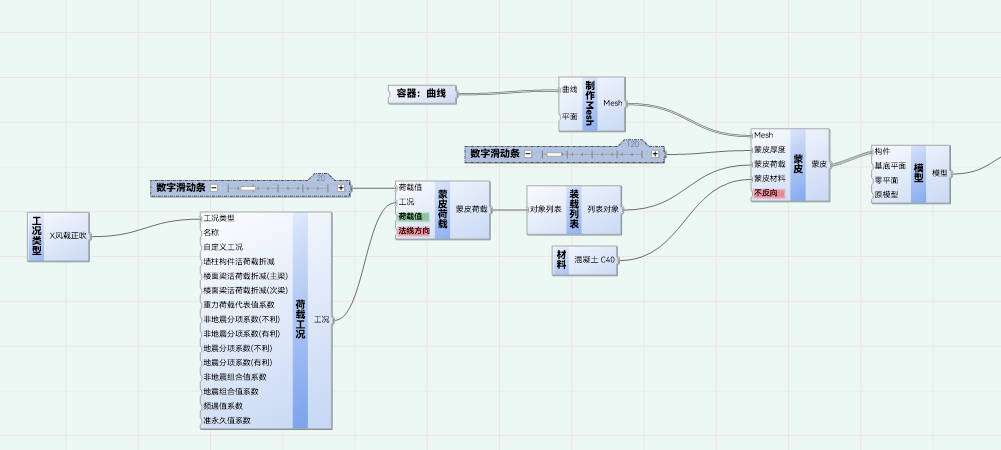 容器：曲线
曲线
平面
制作Mesh
Mesh
数字滑动条
120
Mesh
蒙皮厚度
蒙皮荷载
蒙皮材料
不反向
蒙皮
蒙皮
构件
基底平面
零平面
原模型
模型
模型
数字滑动条
20
荷载值
工况
荷载值
法线方向
蒙皮荷载
蒙皮荷载
对象列表
装载列表
列表对象
材料
混凝土 C40
工况类型
X风载正吹
工况类型
名称
自定义工况
墙柱构件活荷载折减
楼面梁活荷载折减(主梁)
楼面梁活荷载折减(次梁)
重力荷载代表值系数
非地震分项系数(不利)
非地震分项系数(有利)
地震分项系数(不利)
地震分项系数(有利)
非地震组合值系数
地震组合值系数
频遇值系数
准永久值系数
荷载工况
工况